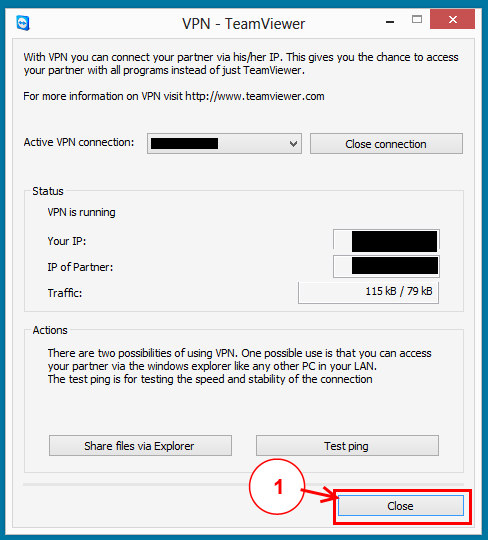 VPN - TeamViewer
With VPN you can connect your partner via his/her IP. This gives you the chance to access
your partner with all programs instead of just TeamViewer.
For more information on VPN visit http://www.teamviewer.com
Active VPN connection:
Close connection
Status
VPN is running
Your IP:
IP of Partner:
Traffic:
115 kB / 79 kB
Actions
There are two possibilities of using VPN. One possible use is that you can access
your partner via the windows explorer like any other PC in your LAN.
The test ping is for testing the speed and stability of the connection
Share files via Explorer
Test ping
1
Close